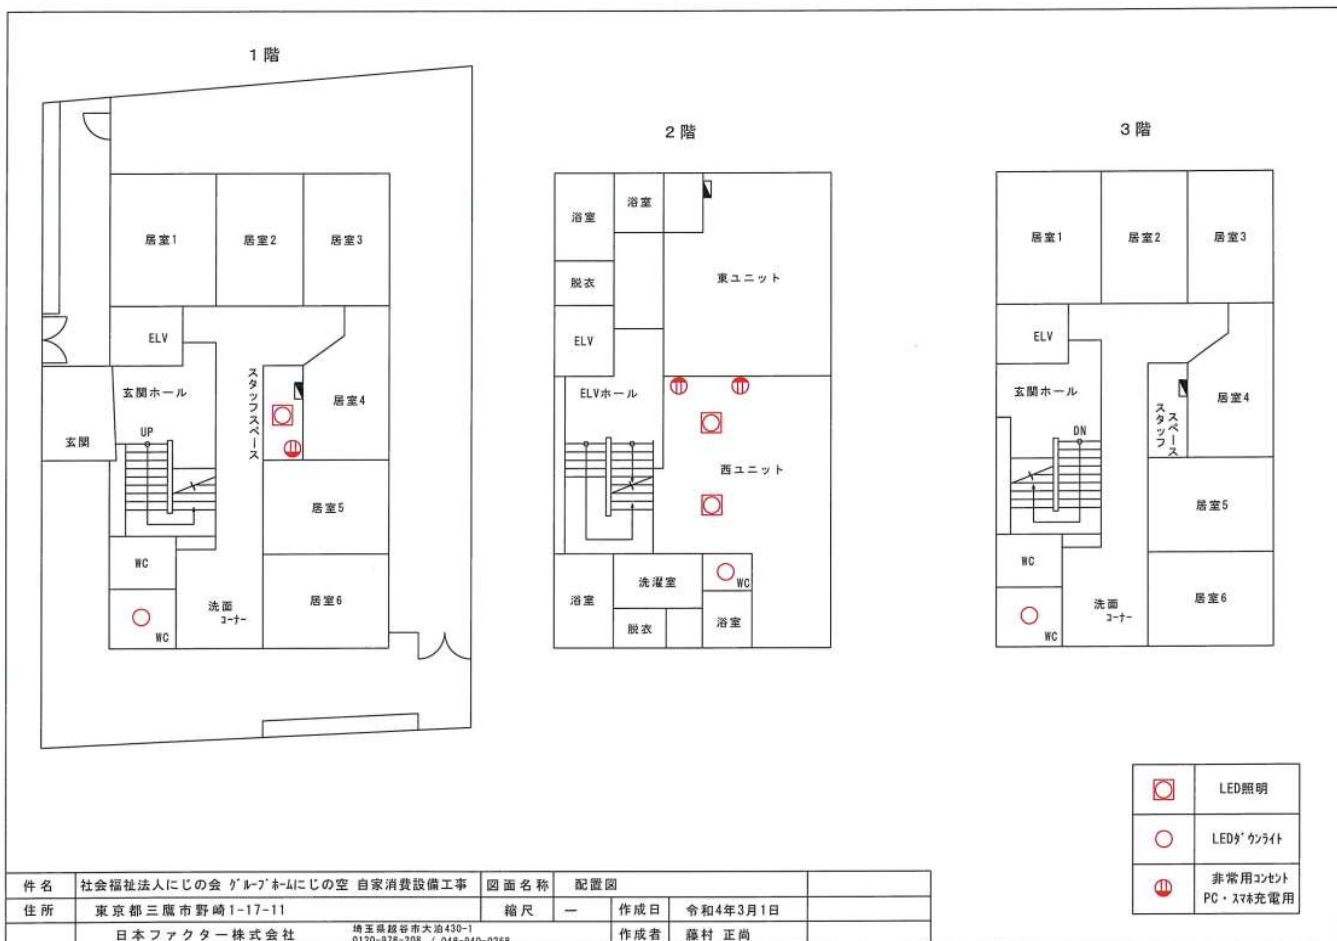 1階
居室1
居室2
居室3
ELV
玄関ホール
スタッフスペース
居室4
玄関
UP
居室5
WC
洗面
コーナー
居室6
WC
2階
浴室
浴室
脱衣
東ユニット
ELV
ELVホール
西ユニット
浴室
洗濯室
WC
脱衣
浴室
3階
居室1
居室2
居室3
ELV
玄関ホール
スタッフ
スペース
居室4
DN
居室5
WC
洗面
コーナー
居室6
WC
LED照明
LEDダウンライト
非常用コンセント
PC・スマホ充電用
件名 社会福祉法人にじの会 グループホームにじの空 自家消費設備工事 図面名称 配置図
住所 東京都三鷹市野崎1-17-11 縮尺 ー 作成日 令和4年3月1日
日本ファクター株式会社 埼玉県越谷市大泊430-1 作成者 藤村 正尚